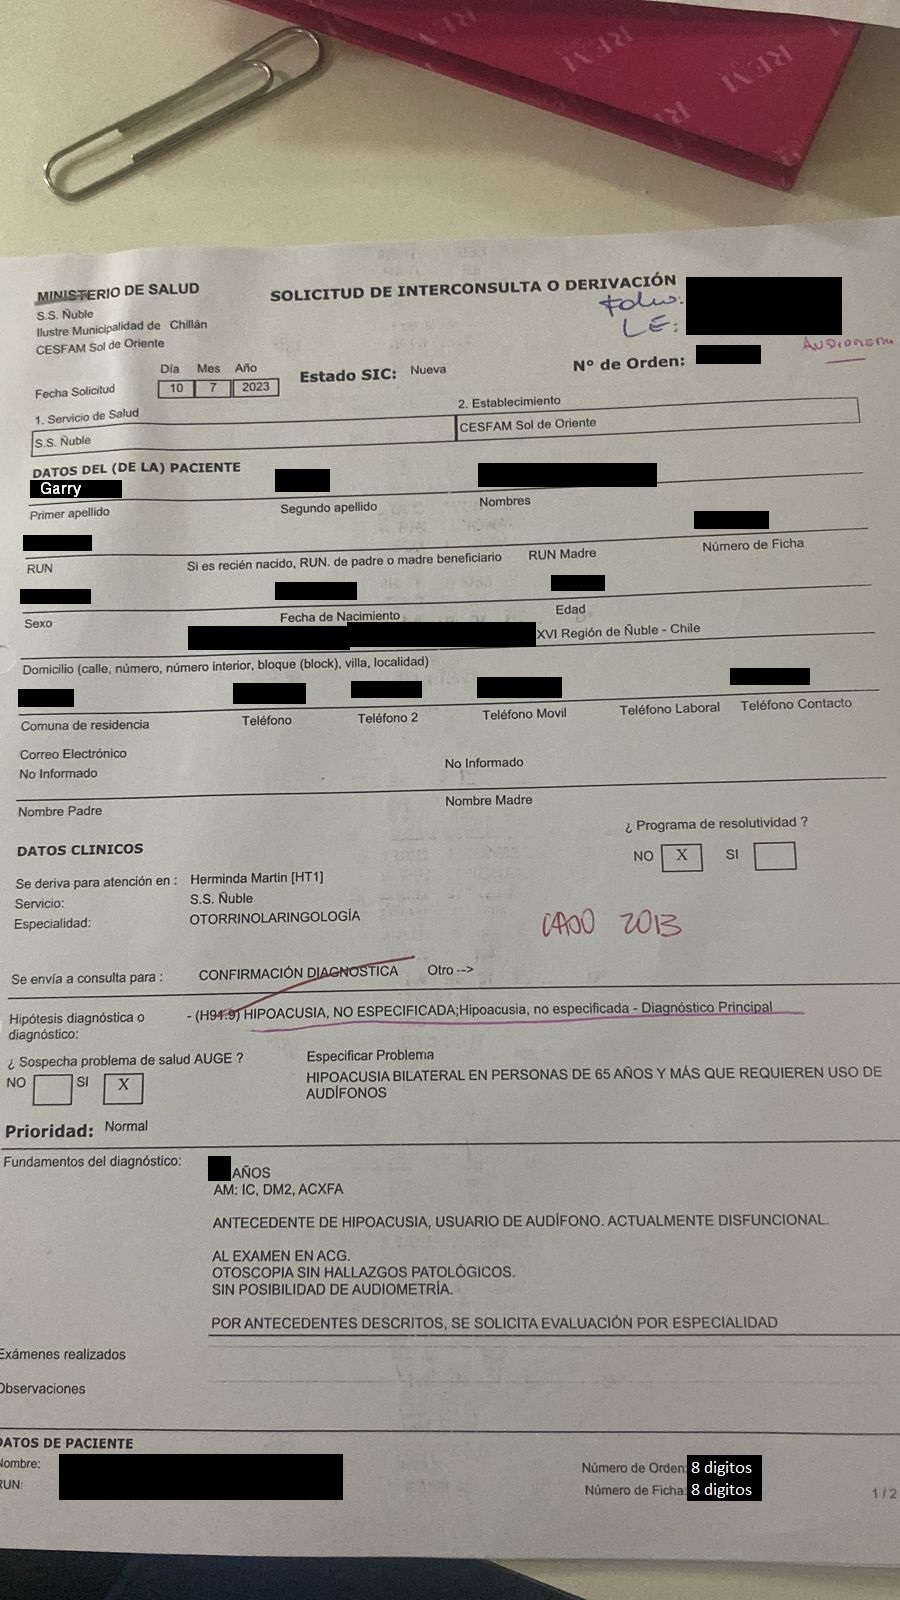 REM
REM
REM
MINISTERIO DE SALUD
S.S. Ñuble
Ilustre Municipalidad de Chillán
CESFAM Sol de Oriente
SOLICITUD DE INTERCONSULTA O DERIVACIÓN
Folio:
LE:
Nº de Orden:
Día Mes Año
Fecha Solicitud 10 7 2023
Estado SIC: Nueva
1. Servicio de Salud
S.S. Ñuble
2. Establecimiento
CESFAM Sol de Oriente
DATOS DEL (DE LA) PACIENTE
Garry
Primer apellido Segundo apellido Nombres
RUN Si es recién nacido, RUN. de padre o madre beneficiario RUN Madre Número de Ficha
Sexo Fecha de Nacimiento Edad
XVI Región de Ñuble - Chile
Domicilio (calle, número, número interior, bloque (block), villa, localidad)
Comuna de residencia Teléfono Teléfono 2 Teléfono Movil Teléfono Laboral Teléfono Contacto
Correo Electrónico
No Informado No Informado
Nombre Padre Nombre Madre
DATOS CLINICOS
¿ Programa de resolutividad ?
NO X SI
Se deriva para atención en : Herminda Martin [HT1]
Servicio: S.S. Ñuble
Especialidad: OTORRINOLARINGOLOGÍA
2013
Se envía a consulta para : CONFIRMACIÓN DIAGNOSTICA Otro -->
Hipótesis diagnóstica o
diagnóstico:
- (H91.9) HIPOACUSIA, NO ESPECIFICADA;Hipoacusia, no especificada - Diagnóstico Principal
¿ Sospecha problema de salud AUGE ?
NO SI X
Especificar Problema
HIPOACUSIA BILATERAL EN PERSONAS DE 65 AÑOS Y MÁS QUE REQUIEREN USO DE
AUDÍFONOS
Prioridad: Normal
Fundamentos del diagnóstico:
AÑOS
AM: IC, DM2, ACXFA
ANTECEDENTE DE HIPOACUSIA, USUARIO DE AUDÍFONO. ACTUALMENTE DISFUNCIONAL.
AL EXAMEN EN ACG.
OTOSCOPIA SIN HALLAZGOS PATOLÓGICOS.
SIN POSIBILIDAD DE AUDIOMETRÍA.
POR ANTECEDENTES DESCRITOS, SE SOLICITA EVALUACIÓN POR ESPECIALIDAD
Exámenes realizados
Observaciones
DATOS DE PACIENTE
Nombre:
RUN:
Número de Orden: 8 digitos
Número de Ficha: 8 digitos
1 / 2